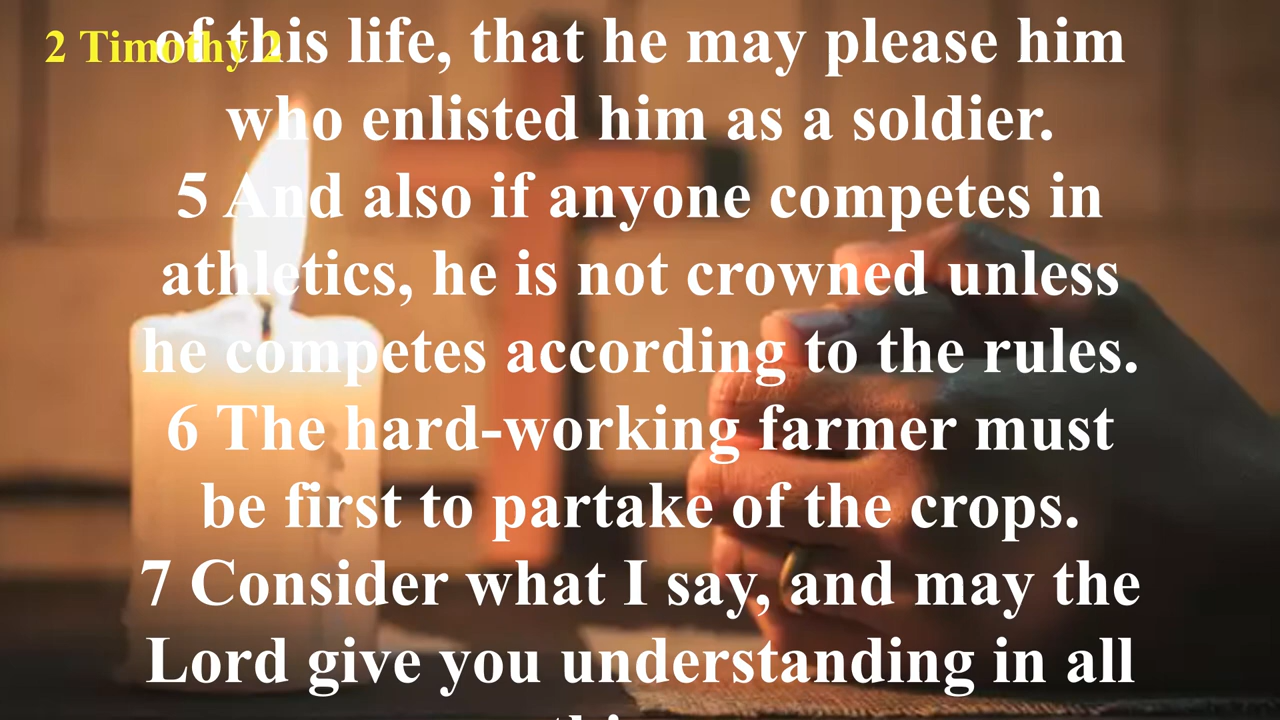 2 Timothy 2
of this life, that he may please him
who enlisted him as a soldier.
5 And also if anyone competes in
athletics, he is not crowned unless
he competes according to the rules.
6 The hard-working farmer must
be first to partake of the crops.
7 Consider what I say, and may the
Lord give you understanding in all